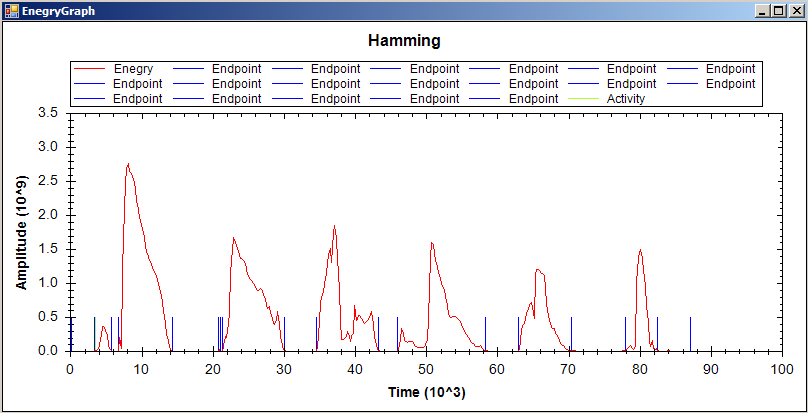 EnegryGraph
Hamming
Enegry Endpoint Endpoint Endpoint Endpoint Endpoint Endpoint
Endpoint Endpoint Endpoint Endpoint Endpoint Endpoint Endpoint
Endpoint Endpoint Endpoint Endpoint Endpoint Activity
3.5
3.0
2.5
2.0
1.5
1.0
0.5
0.0
Amplitude (10^9)
0 10 20 30 40 50 60 70 80 90 100
Time (10^3)